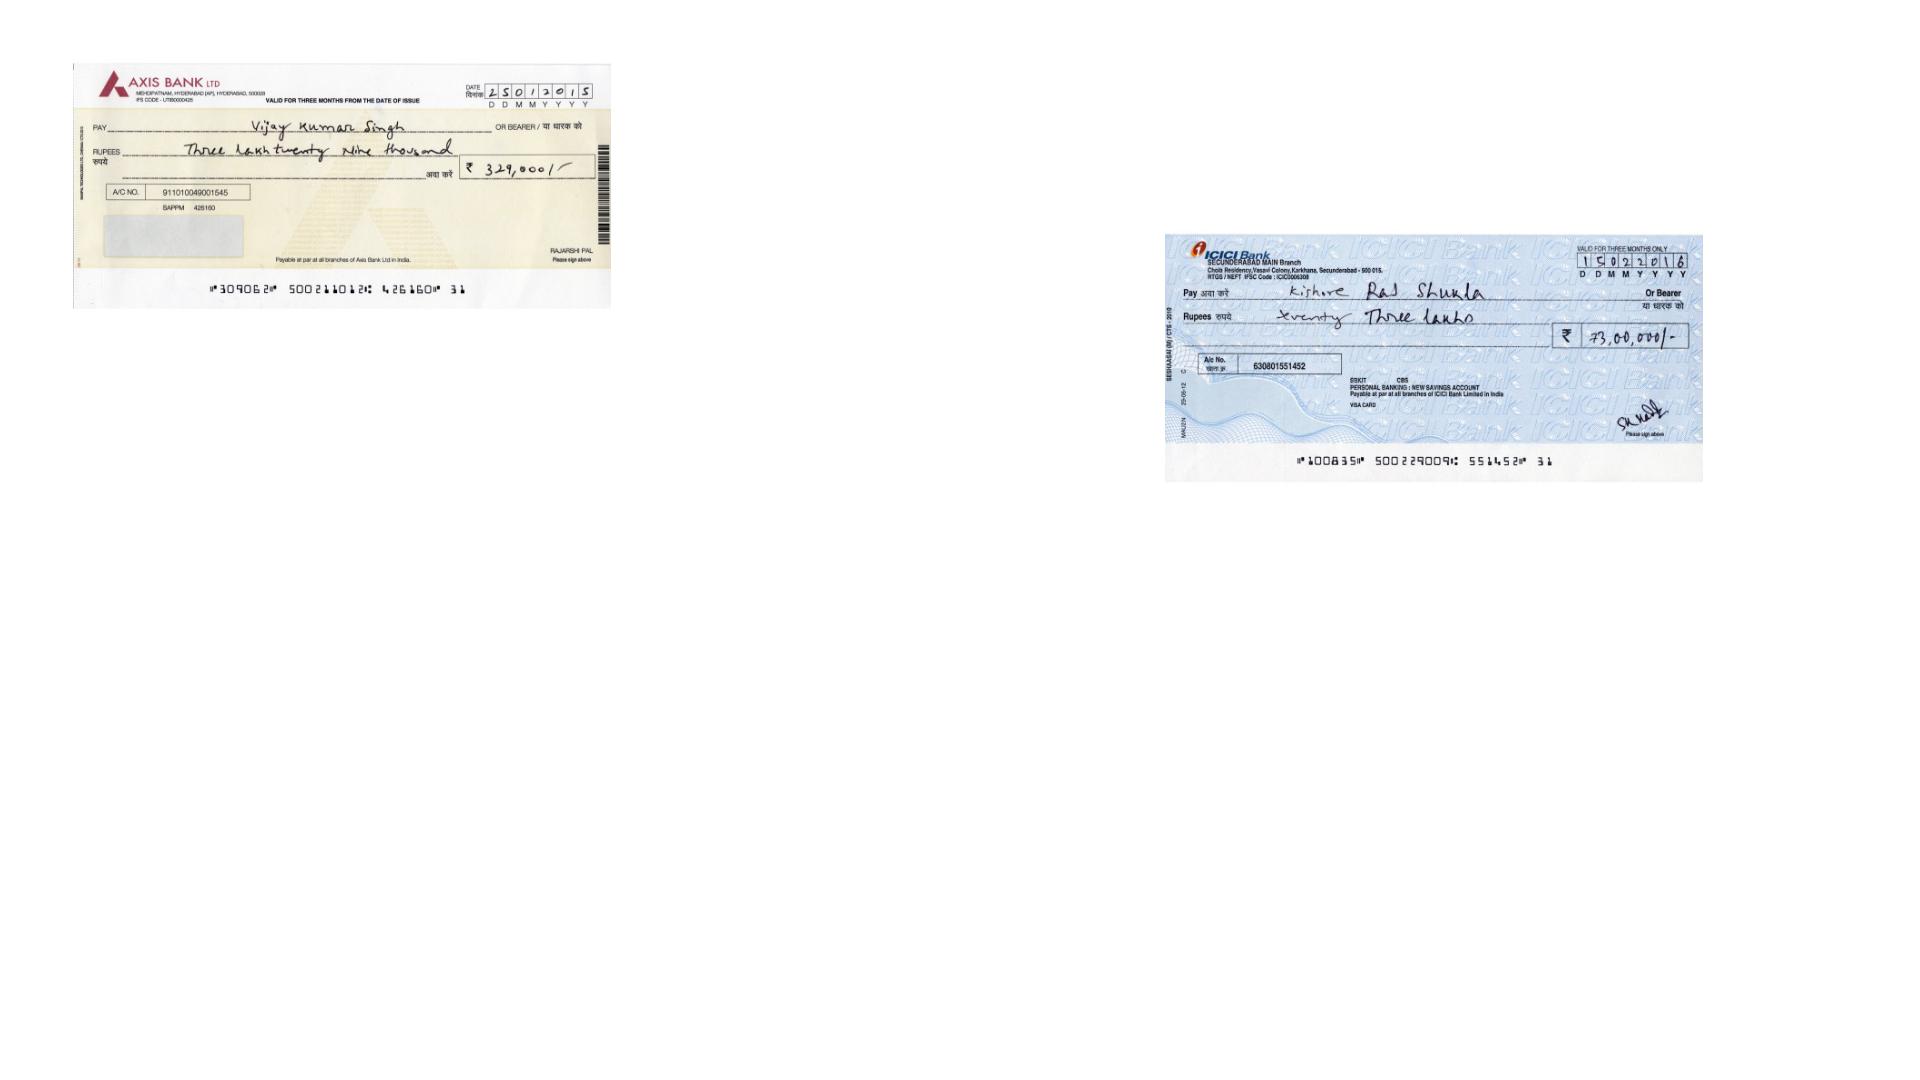 AXIS BANK LTD
MEHDIPATNAM, HYDERABAD [AP], HYDERABAD, 500028
IFS CODE - UTIB0000426
VALID FOR THREE MONTHS FROM THE DATE OF ISSUE
DATE
दिनांक
2 5 0 1 2 0 1 5
D D M M Y Y Y Y
PAY Vijay Kumar Singh OR BEARER / या धारक को
RUPEES Three Lakh twenty Nine thousand
रुपये
अदा करें ₹ 329,000/-
A/C NO. 911010049001545
SAPPM 426160
RAJARSHI PAL
Payable at par at all branches of Axis Bank Ltd in India.
Please sign above
⑈309062⑈ 500211012⑆ 426160⑈ 31
ICICI Bank
SECUNDERABAD MAIN Branch
Chola Residency,Vasavi Colony,Karkhana, Secunderabad - 500 015.
RTGS / NEFT IFSC Code : ICIC0006308
VALID FOR THREE MONTHS ONLY
1 5 0 2 2 0 1 6
D D M M Y Y Y Y
Pay अदा करें Kishore Raj Shukla Or Bearer
या धारक को
Rupees रुपये Seventy Three lakhs
₹ 73,00,000/-
A/c No.
खाता क्र. 630801551452
CBS
PERSONAL BANKING : NEW SAVINGS ACCOUNT
Payable at par at all branches of ICICI Bank Limited in India
VISA CARD
Please sign above
⑈100835⑈ 500229009⑆ 551452⑈ 31